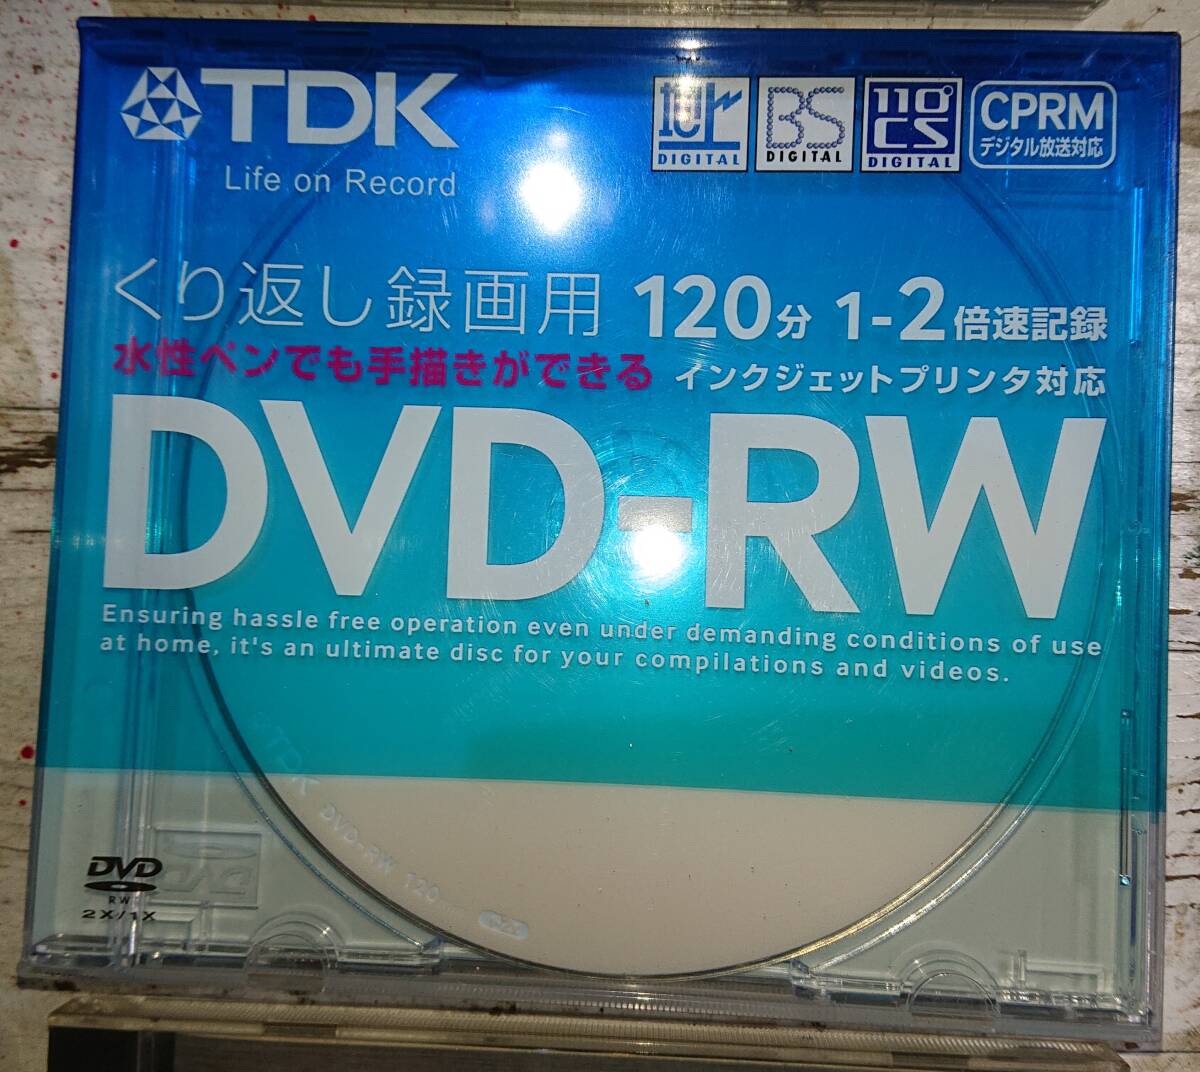 TDK
Life on Record
地上 DIGITAL
BS DIGITAL
110° CS DIGITAL
CPRM
デジタル放送対応
くり返し録画用 120分 1-2倍速記録
水性ペンでも手描きができる インクジェットプリンタ対応
DVD-RW
Ensuring hassle free operation even under demanding conditions of use
at home, it's an ultimate disc for your compilations and videos.
TDK DVD-RW 120
DVD
RW
2X/1X